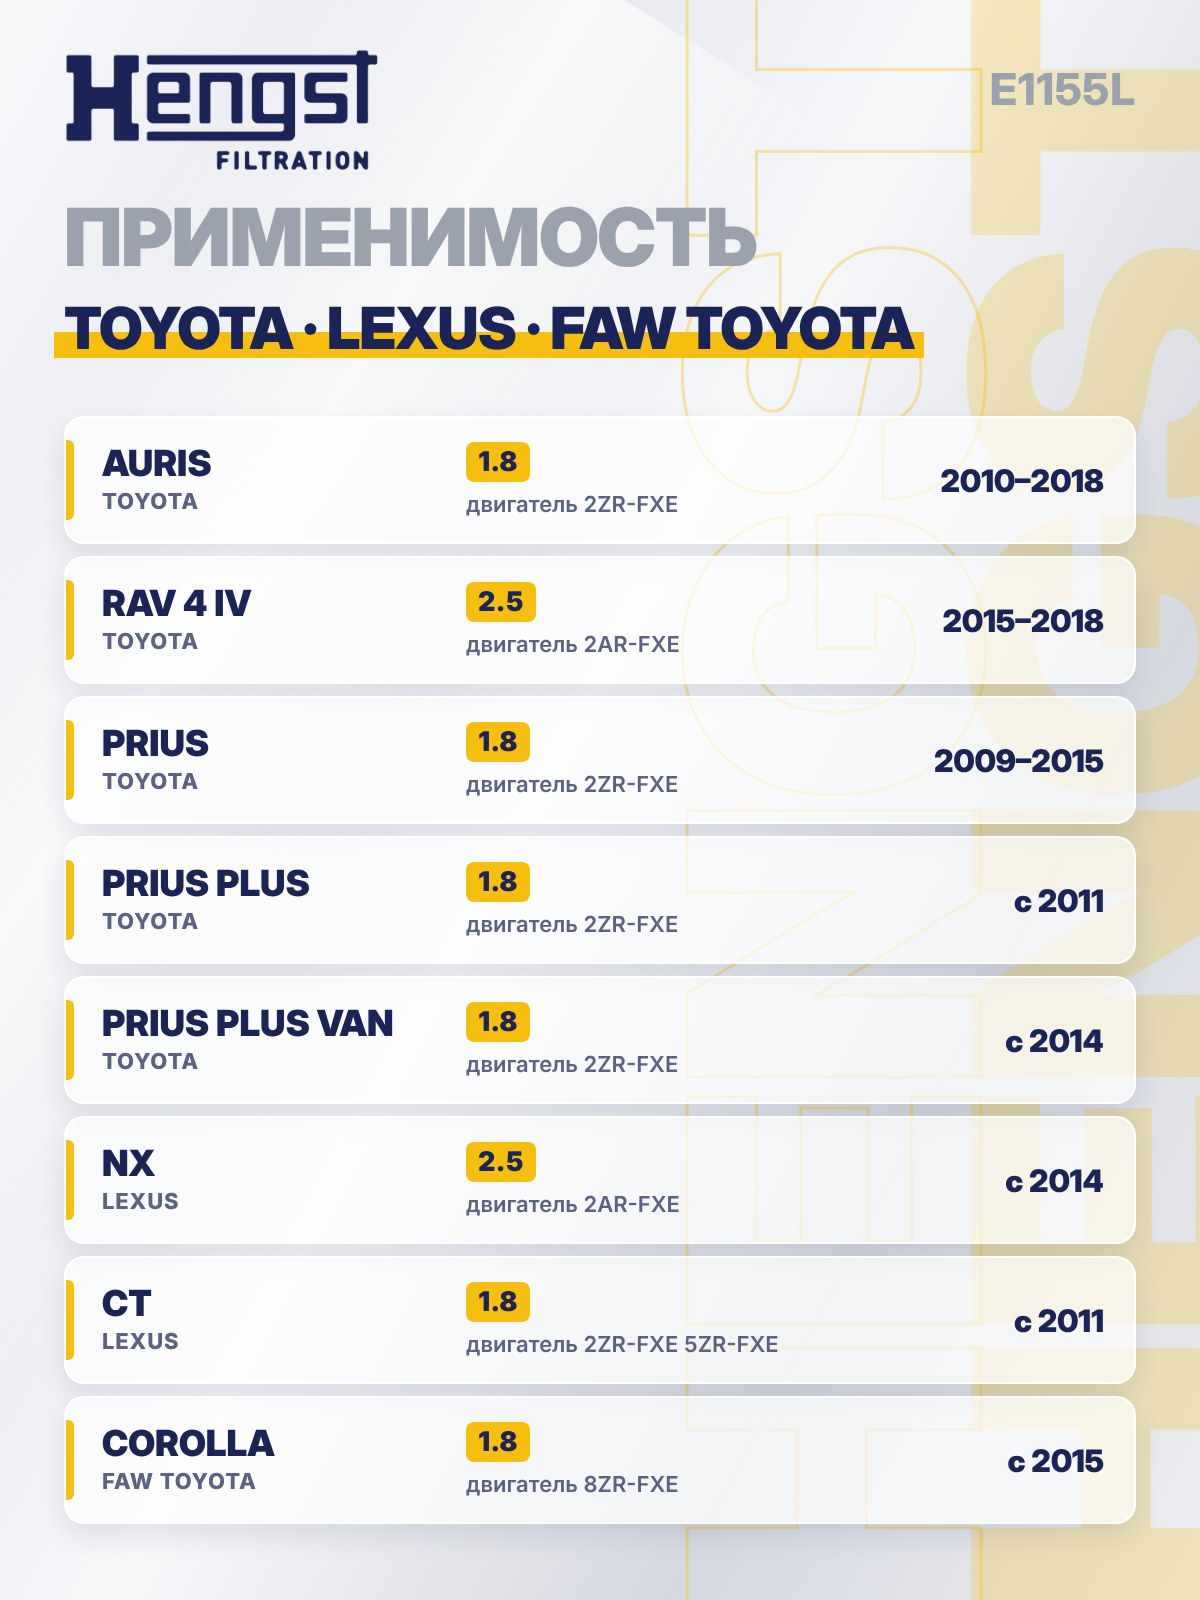 Hengst
FILTRATION
E1155L
ПРИМЕНИМОСТЬ
TOYOTA · LEXUS · FAW TOYOTA
AURIS
TOYOTA
1.8
двигатель 2ZR-FXE
2010–2018
RAV 4 IV
TOYOTA
2.5
двигатель 2AR-FXE
2015–2018
PRIUS
TOYOTA
1.8
двигатель 2ZR-FXE
2009–2015
PRIUS PLUS
TOYOTA
1.8
двигатель 2ZR-FXE
с 2011
PRIUS PLUS VAN
TOYOTA
1.8
двигатель 2ZR-FXE
с 2014
NX
LEXUS
2.5
двигатель 2AR-FXE
с 2014
CT
LEXUS
1.8
двигатель 2ZR-FXE 5ZR-FXE
с 2011
COROLLA
FAW TOYOTA
1.8
двигатель 8ZR-FXE
с 2015
HENGST
HENGST